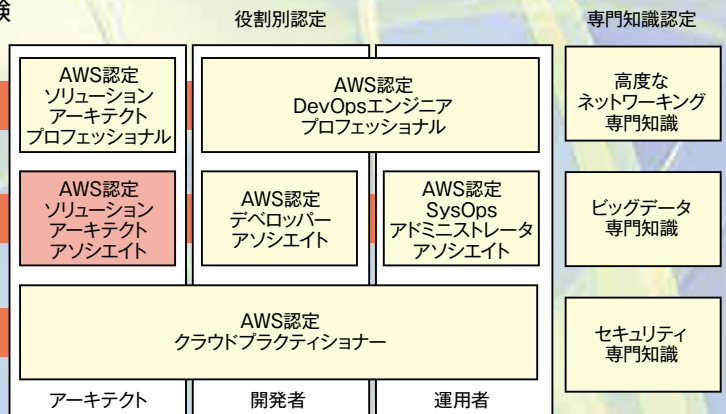 験
役割別認定
専門知識認定
AWS認定
ソリューション
アーキテクト
プロフェッショナル
AWS認定
DevOpsエンジニア
プロフェッショナル
高度な
ネットワーキング
専門知識
AWS認定
ソリューション
アーキテクト
アソシエイト
AWS認定
デベロッパー
アソシエイト
AWS認定
SysOps
アドミニストレータ
アソシエイト
ビッグデータ
専門知識
AWS認定
クラウドプラクティショナー
セキュリティ
専門知識
アーキテクト
開発者
運用者